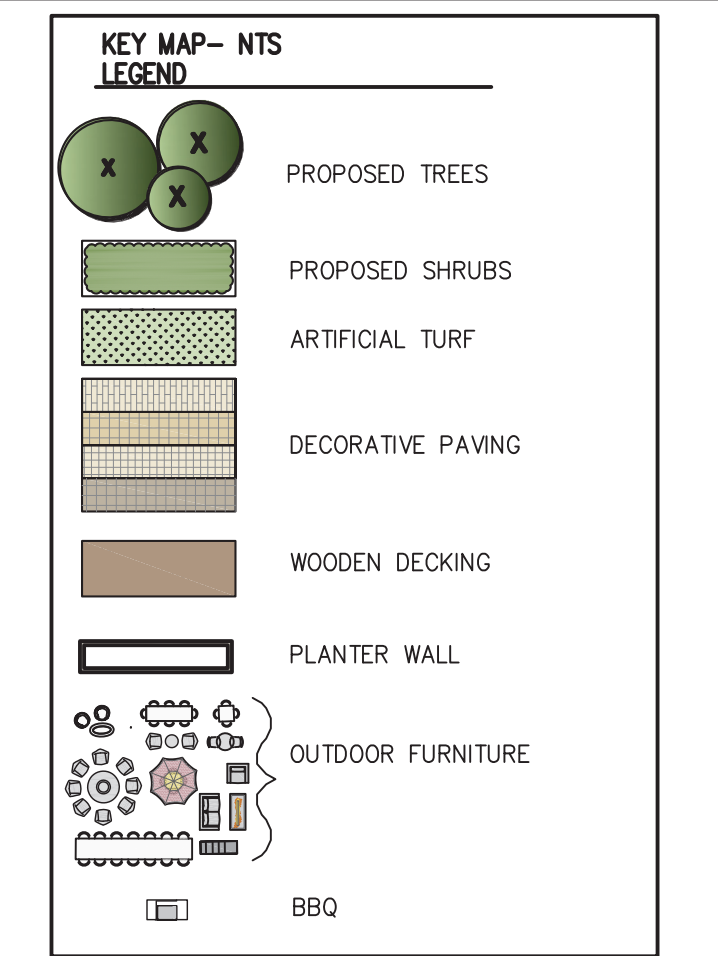 KEY MAP- NTS
LEGEND
X
X
X
PROPOSED TREES
PROPOSED SHRUBS
ARTIFICIAL TURF
DECORATIVE PAVING
WOODEN DECKING
PLANTER WALL
OUTDOOR FURNITURE
BBQ